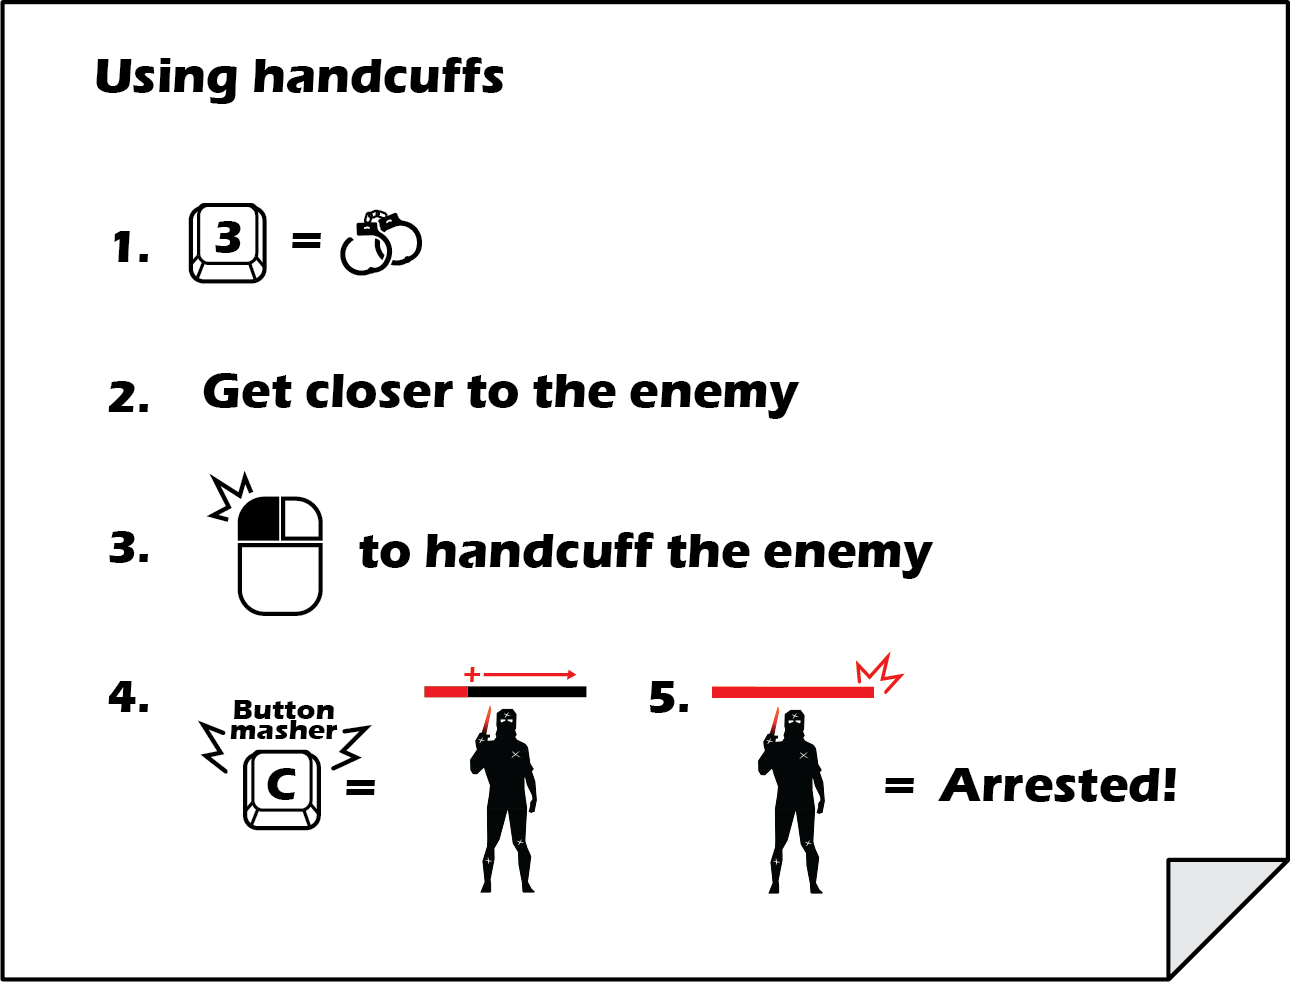 Using handcuffs
1. 3 =
2. Get closer to the enemy
3. to handcuff the enemy
4. Button
masher
C =
5. = Arrested!